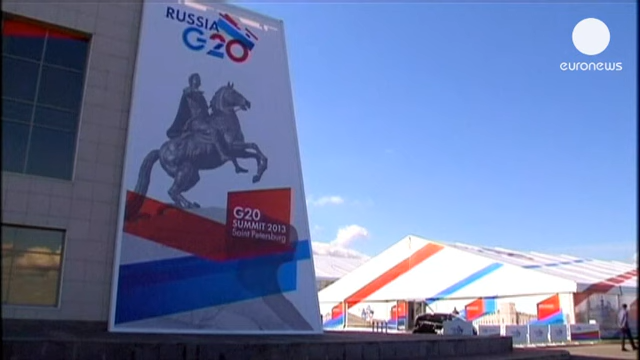 RUSSIA
G20
G20
SUMMIT 2013
Saint Petersburg
euronews